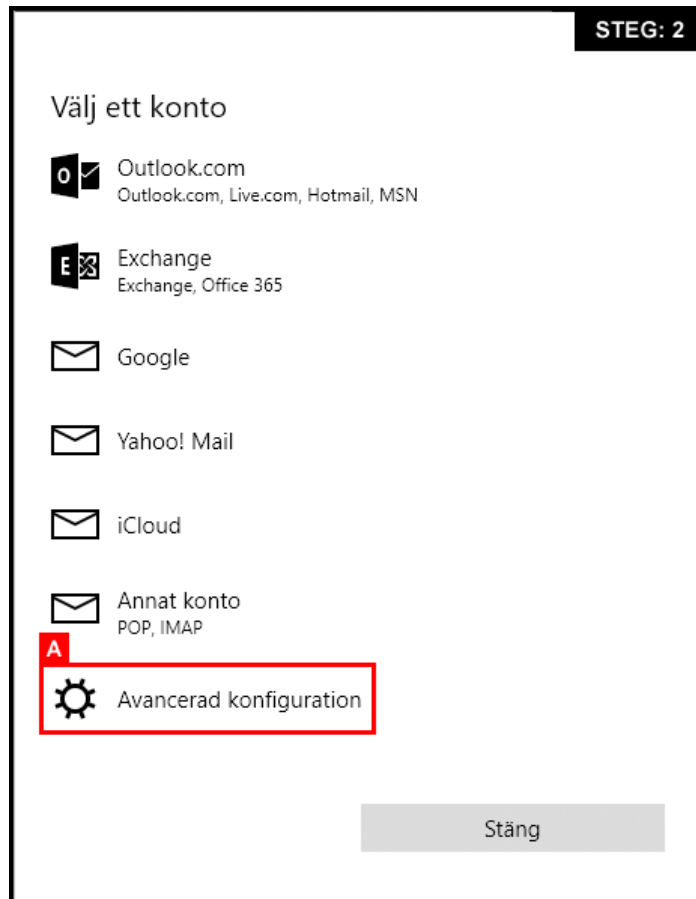 STEG: 2
Välj ett konto
Outlook.com
Outlook.com, Live.com, Hotmail, MSN
Exchange
Exchange, Office 365
Google
Yahoo! Mail
iCloud
Annat konto
POP, IMAP
A
Avancerad konfiguration
Stäng